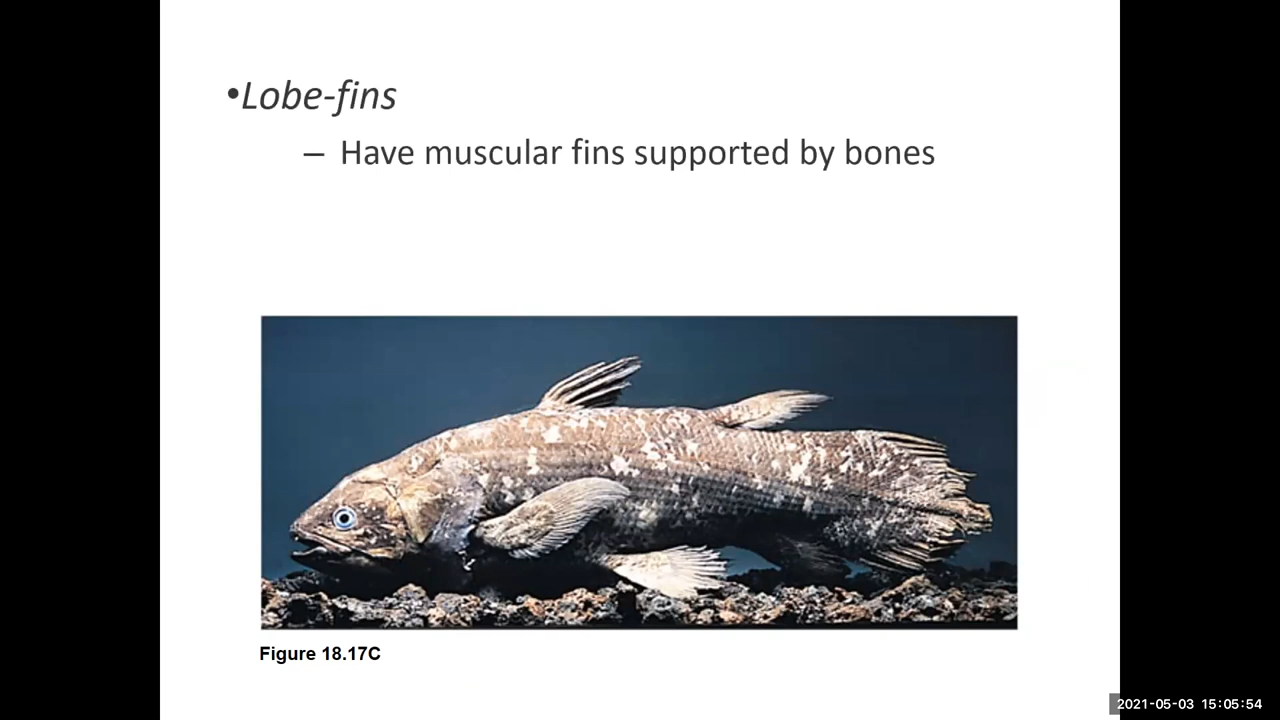 •Lobe-fins
– Have muscular fins supported by bones
Figure 18.17C
2021-05-03 15:05:54